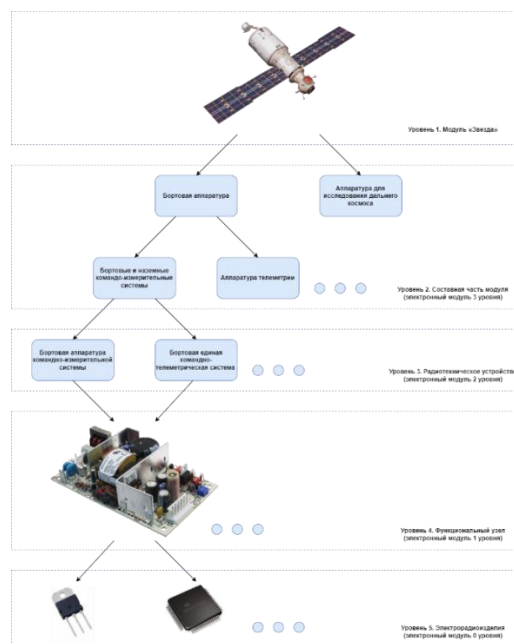 Уровень 1. Модуль «Звезда»
Бортовая аппаратура
Аппаратура для
исследования дальнего
космоса
Бортовые и наземные
командо-измерительные
системы
Аппаратура телеметрии
Уровень 2. Составная часть модуля
(электронный модуль 3 уровня)
Бортовая аппаратура
командно-измерительной
системы
Бортовая единая
командно-
телеметрическая система
Уровень 3. Радиотехническое устройство
(электронный модуль 2 уровня)
Уровень 4. Функциональный узел
(электронный модуль 1 уровня)
Уровень 5. Электрорадиоизделия
(электронный модуль 0 уровня)